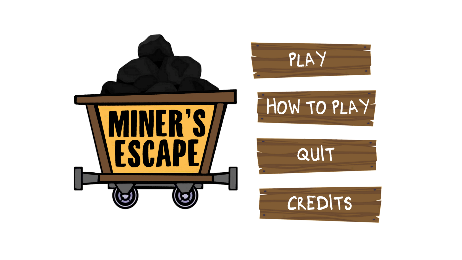 MINER'S
ESCAPE
PLAY
HOW TO PLAY
QUIT
CREDITS